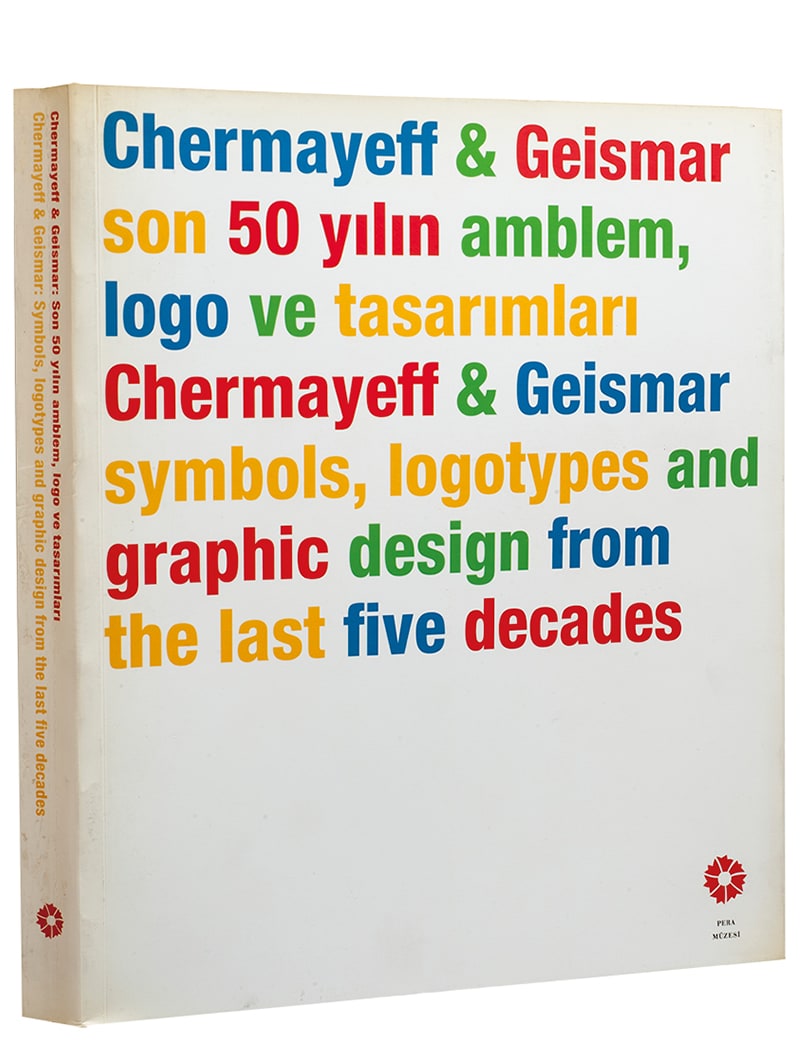 Chermayeff & Geismar
son 50 yılın amblem,
logo ve tasarımları
Chermayeff & Geismar
symbols, logotypes and
graphic design from
the last five decades
PERA
MÜZESİ
Chermayeff & Geismar: Son 50 yılın amblem, logo ve tasarımları
Chermayeff & Geismar: Symbols, logotypes and graphic design from the last five decades